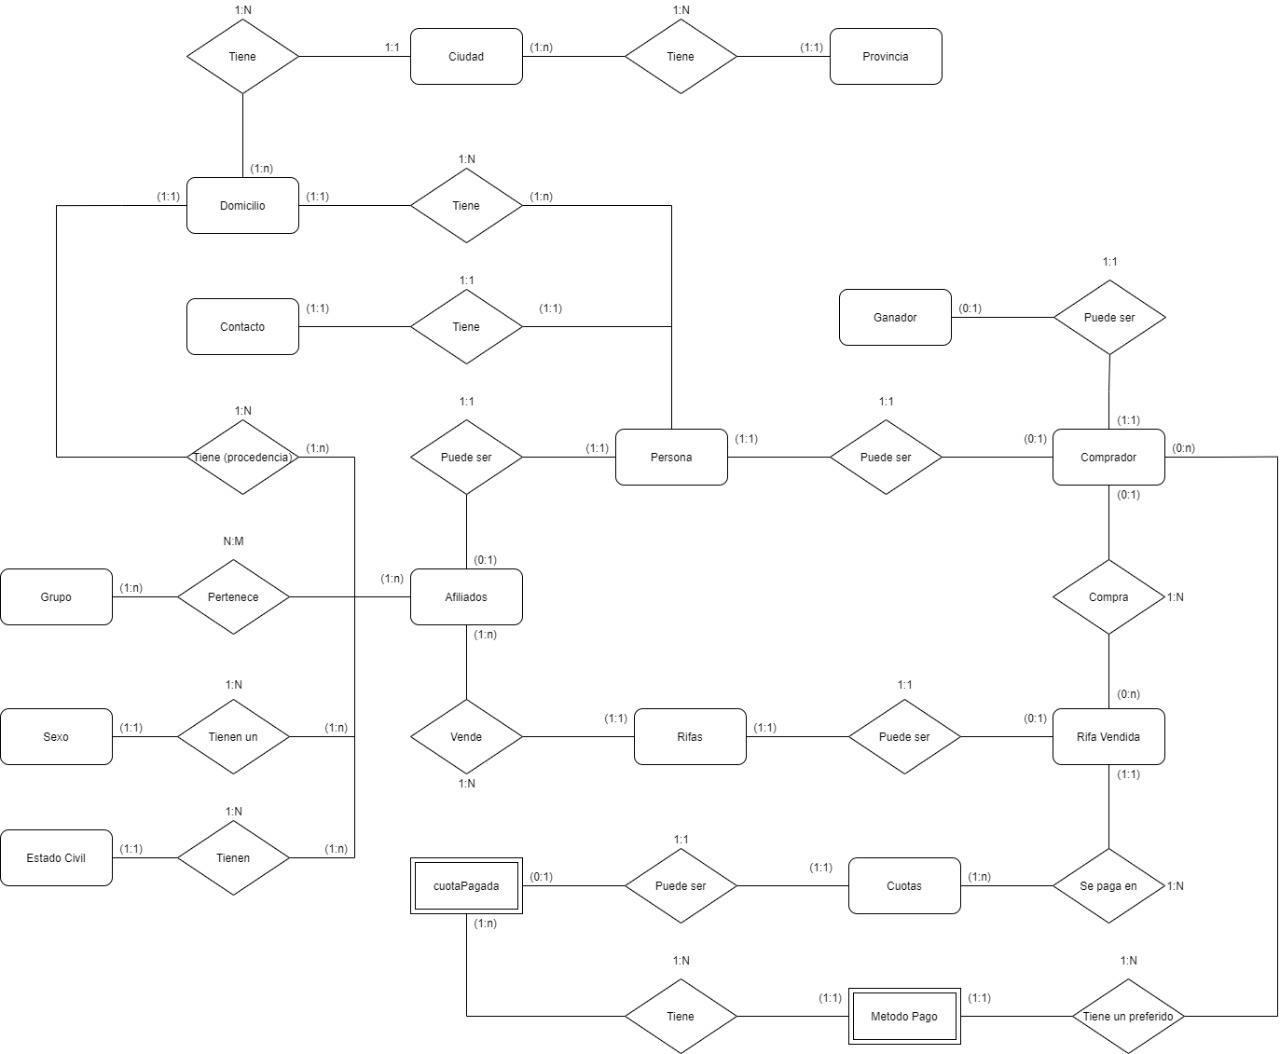 1:N
1:N
Tiene
1:1
Ciudad
(1:n)
Tiene
(1:1)
Provincia
(1:n)
1:N
(1:1)
Domicilio
(1:1)
Tiene
(1:n)
1:1
Contacto
(1:1)
Tiene
(1:1)
1:1
Ganador
(0:1)
Puede ser
1:N
Tiene (procedencia)
(1:n)
1:1
Puede ser
(1:1)
Persona
(1:1)
1:1
Puede ser
(0:1)
(1:1)
Comprador
(0:n)
(0:1)
N:M
Grupo
(1:n)
Pertenece
(1:n)
(0:1)
Afiliados
(1:n)
Compra
1:N
(0:n)
1:N
Sexo
(1:1)
Tienen un
(1:n)
Vende
1:N
(1:1)
Rifas
(1:1)
1:1
Puede ser
(0:1)
Rifa Vendida
(1:1)
1:N
Estado Civil
(1:1)
Tienen
(1:n)
cuotaPagada
(0:1)
(1:n)
1:1
Puede ser
(1:1)
Cuotas
(1:n)
Se paga en
1:N
1:N
Tiene
(1:1)
Metodo Pago
(1:1)
1:N
Tiene un preferido